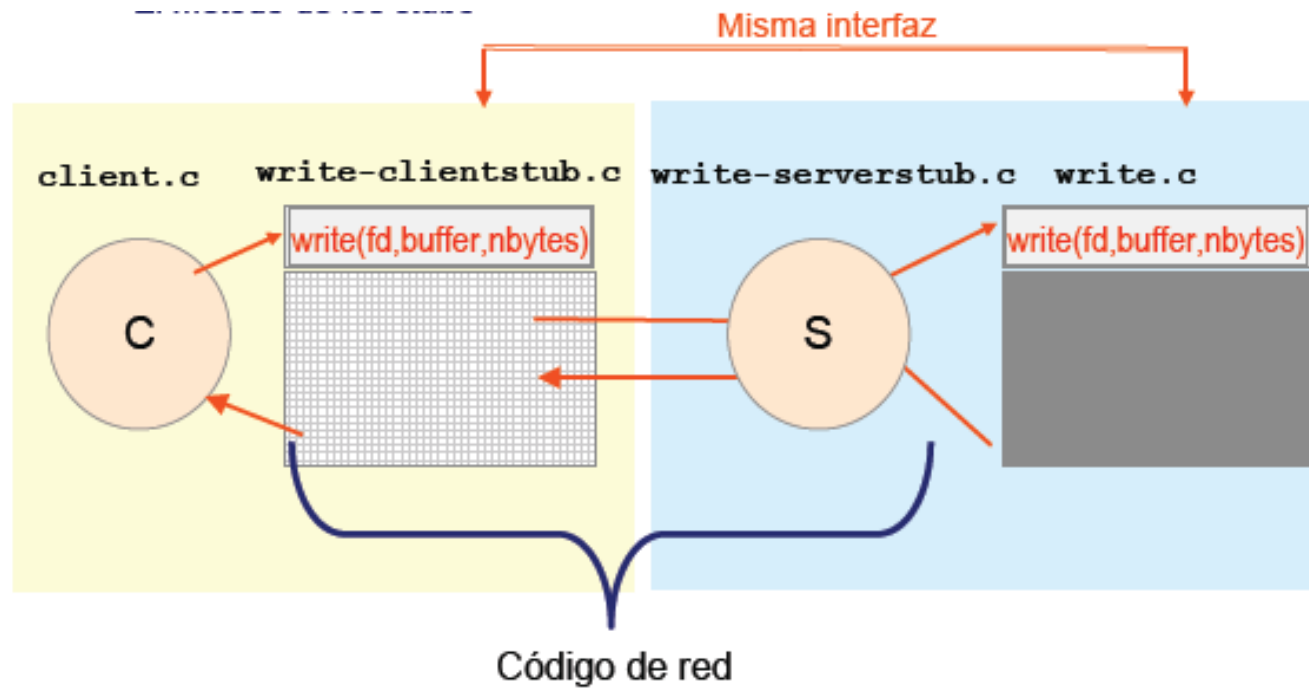 Misma interfaz
client.c
write-clientstub.c
write-serverstub.c
write.c
write(fd,buffer,nbytes)
write(fd,buffer,nbytes)
C
S
Código de red